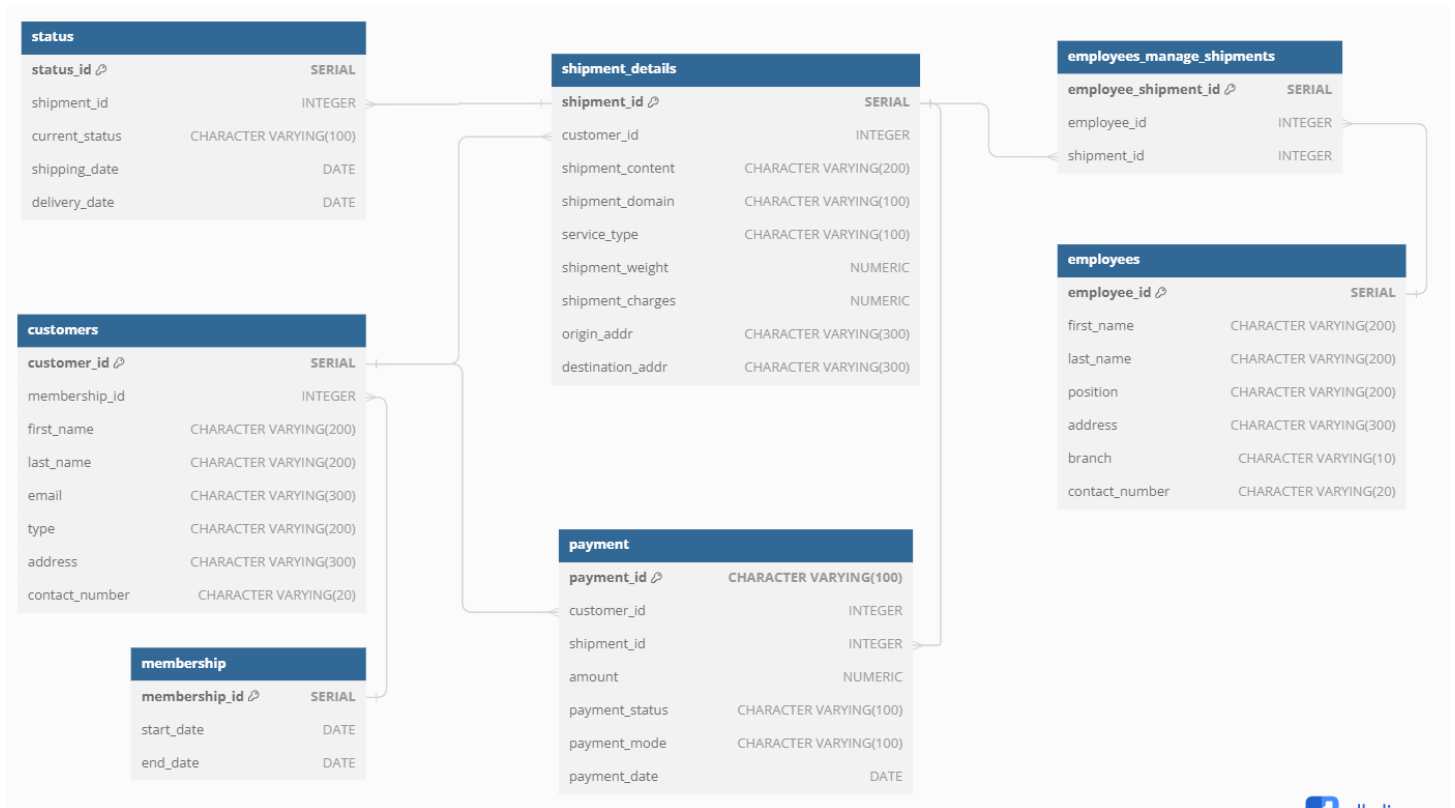 status
status_id SERIAL
shipment_id INTEGER
current_status CHARACTER VARYING(100)
shipping_date DATE
delivery_date DATE
customers
customer_id SERIAL
membership_id INTEGER
first_name CHARACTER VARYING(200)
last_name CHARACTER VARYING(200)
email CHARACTER VARYING(300)
type CHARACTER VARYING(200)
address CHARACTER VARYING(300)
contact_number CHARACTER VARYING(20)
membership
membership_id SERIAL
start_date DATE
end_date DATE
shipment_details
shipment_id SERIAL
customer_id INTEGER
shipment_content CHARACTER VARYING(200)
shipment_domain CHARACTER VARYING(100)
service_type CHARACTER VARYING(100)
shipment_weight NUMERIC
shipment_charges NUMERIC
origin_addr CHARACTER VARYING(300)
destination_addr CHARACTER VARYING(300)
payment
payment_id CHARACTER VARYING(100)
customer_id INTEGER
shipment_id INTEGER
amount NUMERIC
payment_status CHARACTER VARYING(100)
payment_mode CHARACTER VARYING(100)
payment_date DATE
employees_manage_shipments
employee_shipment_id SERIAL
employee_id INTEGER
shipment_id INTEGER
employees
employee_id SERIAL
first_name CHARACTER VARYING(200)
last_name CHARACTER VARYING(200)
position CHARACTER VARYING(200)
address CHARACTER VARYING(300)
branch CHARACTER VARYING(10)
contact_number CHARACTER VARYING(20)